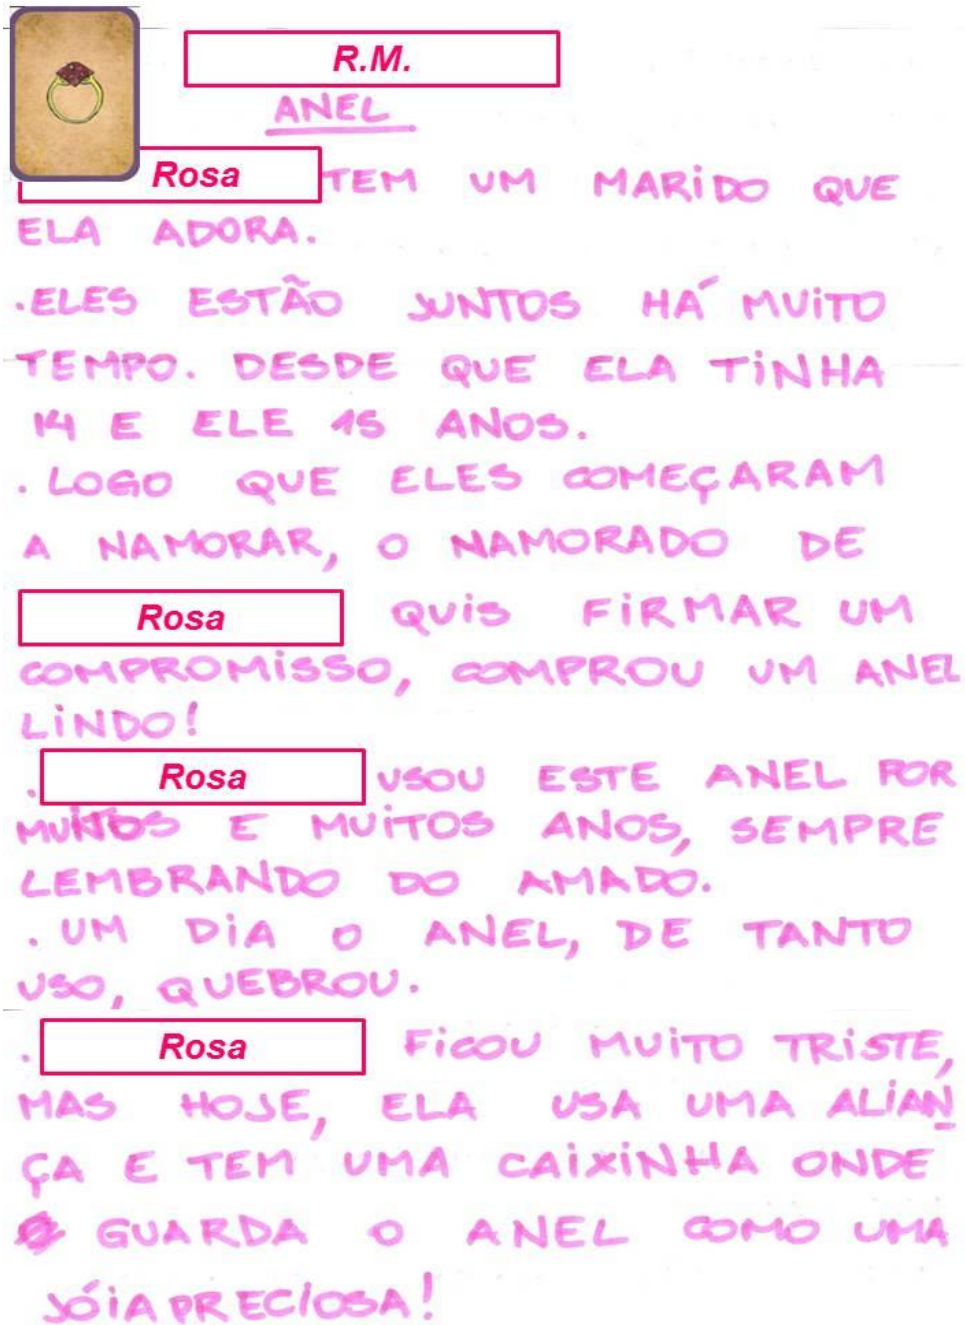 R.M.
ANEL
Rosa TEM UM MARIDO QUE
ELA ADORA.
.ELES ESTÃO JUNTOS HÁ MUITO
TEMPO. DESDE QUE ELA TINHA
14 E ELE 15 ANOS.
. LOGO QUE ELES COMEÇARAM
A NAMORAR, O NAMORADO DE
Rosa QUIS FIRMAR UM
COMPROMISSO, COMPROU UM ANEL
LINDO!
. Rosa USOU ESTE ANEL POR
MUITOS E MUITOS ANOS, SEMPRE
LEMBRANDO DO AMADO.
. UM DIA O ANEL, DE TANTO
USO, QUEBROU.
. Rosa FICOU MUITO TRISTE,
MAS HOJE, ELA USA UMA ALIAN
ÇA E TEM UMA CAIXINHA ONDE
GUARDA O ANEL COMO UMA
JÓIA PRECIOSA!